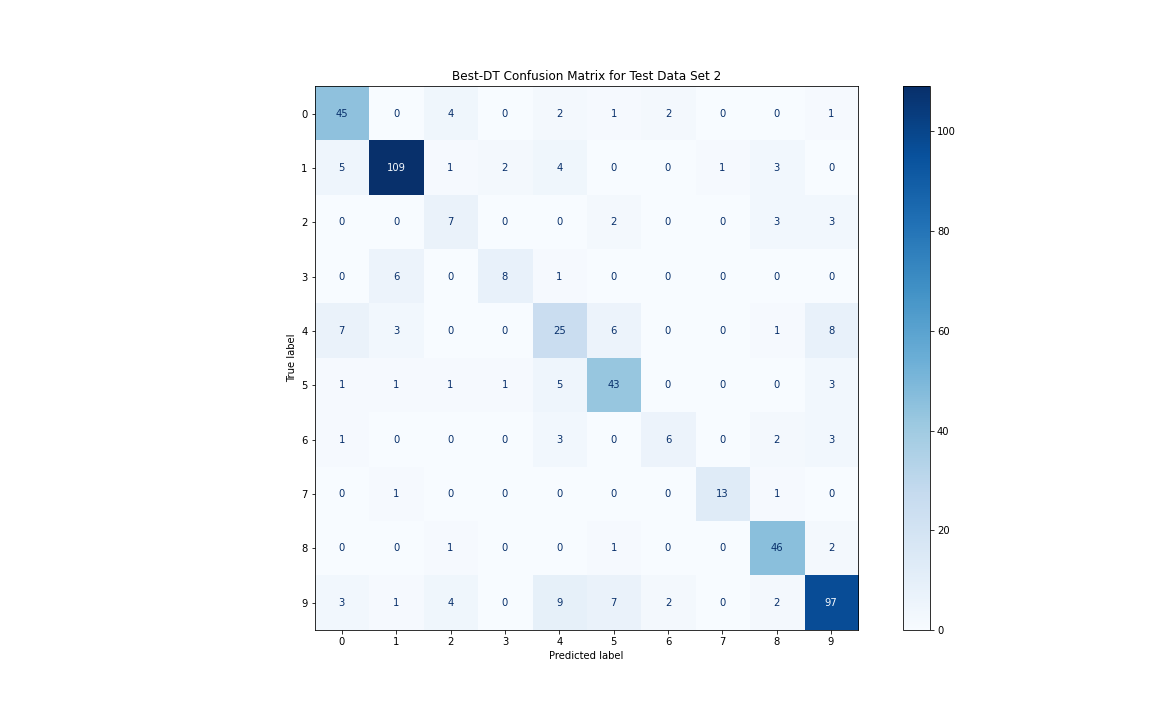 Best-DT Confusion Matrix for Test Data Set 2
True label
0 45 0 4 0 2 1 2 0 0 1
1 5 109 1 2 4 0 0 1 3 0
2 0 0 7 0 0 2 0 0 3 3
3 0 6 0 8 1 0 0 0 0 0
4 7 3 0 0 25 6 0 0 1 8
5 1 1 1 1 5 43 0 0 0 3
6 1 0 0 0 3 0 6 0 2 3
7 0 1 0 0 0 0 0 13 1 0
8 0 0 1 0 0 1 0 0 46 2
9 3 1 4 0 9 7 2 0 2 97
0 1 2 3 4 5 6 7 8 9
Predicted label
100
80
60
40
20
0